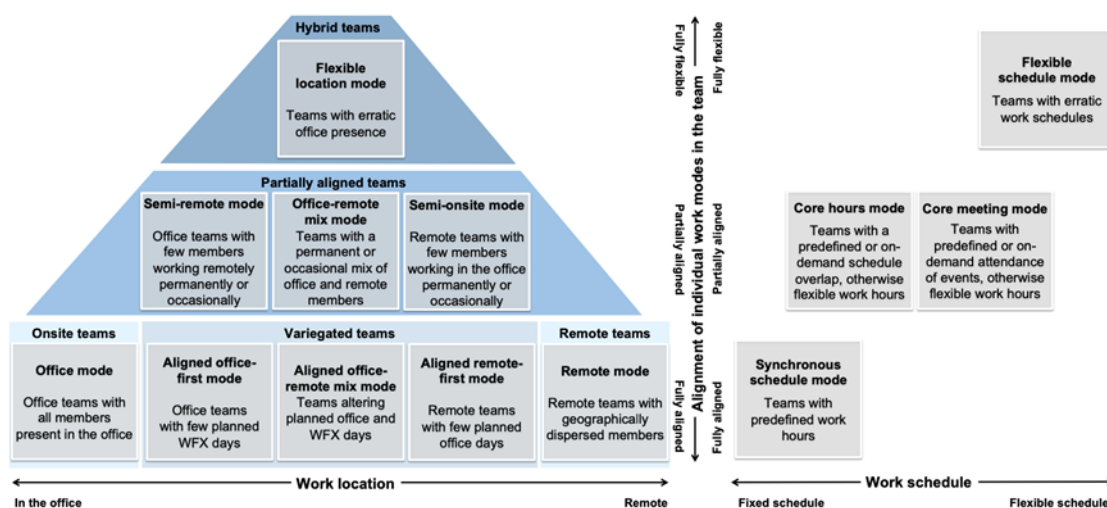 Hybrid teams
Flexible
location mode
Teams with erratic
office presence
Partially aligned teams
Semi-remote mode
Office teams with
few members
working remotely
permanently or
occasionally
Office-remote
mix mode
Teams with a
permanent or
occasional mix of
office and remote
members
Semi-onsite mode
Remote teams with
few members
working in the office
permanently or
occasionally
Onsite teams
Office mode
Office teams with
all members
present in the office
Variegated teams
Aligned office-
first mode
Office teams
with few planned
WFX days
Aligned office-
remote mix mode
Teams altering
planned office and
WFX days
Aligned remote-
first mode
Remote teams
with few planned
office days
Remote teams
Remote mode
Remote teams with
geographically
dispersed members
Work location
In the office
Remote
Fully flexible
Partially aligned
Fully aligned
Alignment of individual work modes in the team
Fully flexible
Partially aligned
Fully aligned
Flexible
schedule mode
Teams with erratic
work schedules
Core hours mode
Teams with a
predefined or on-
demand schedule
overlap, otherwise
flexible work hours
Core meeting mode
Teams with
predefined or on-
demand attendance
of events, otherwise
flexible work hours
Synchronous
schedule mode
Teams with
predefined work
hours
Work schedule
Fixed schedule
Flexible schedule